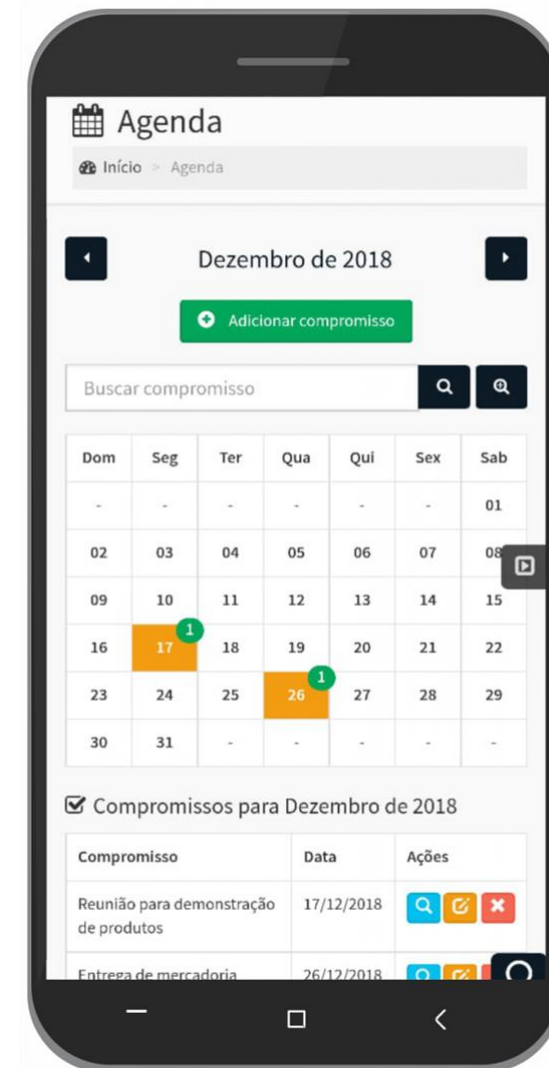 Agenda
Início > Agenda
Dezembro de 2018
Adicionar compromisso
Buscar compromisso
Dom Seg Ter Qua Qui Sex Sab
- - - - - - 01
02 03 04 05 06 07 08
09 10 11 12 13 14 15
16 17 1 18 19 20 21 22
23 24 25 26 1 27 28 29
30 31 - - - - -
Compromissos para Dezembro de 2018
Compromisso Data Ações
Reunião para demonstração 17/12/2018
de produtos
Entrega de mercadoria 26/12/2018